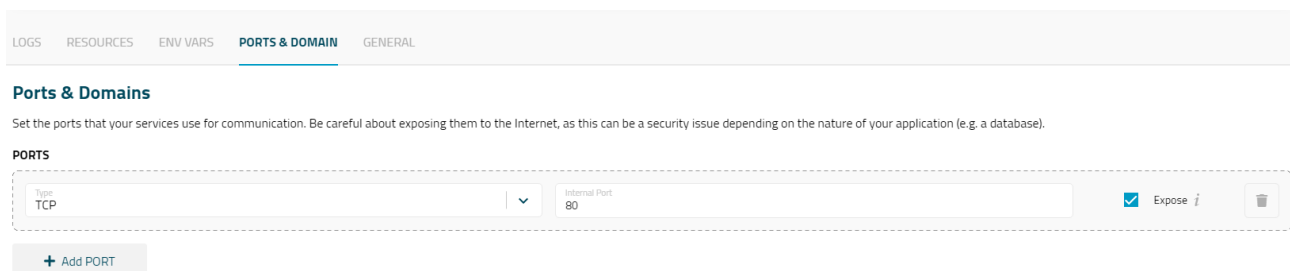 LOGS RESOURCES ENV VARS PORTS & DOMAIN GENERAL
Ports & Domains
Set the ports that your services use for communication. Be careful about exposing them to the Internet, as this can be a security issue depending on the nature of your application (e.g. a database).
PORTS
Type
TCP
Internal Port
80
Expose i
+ Add PORT